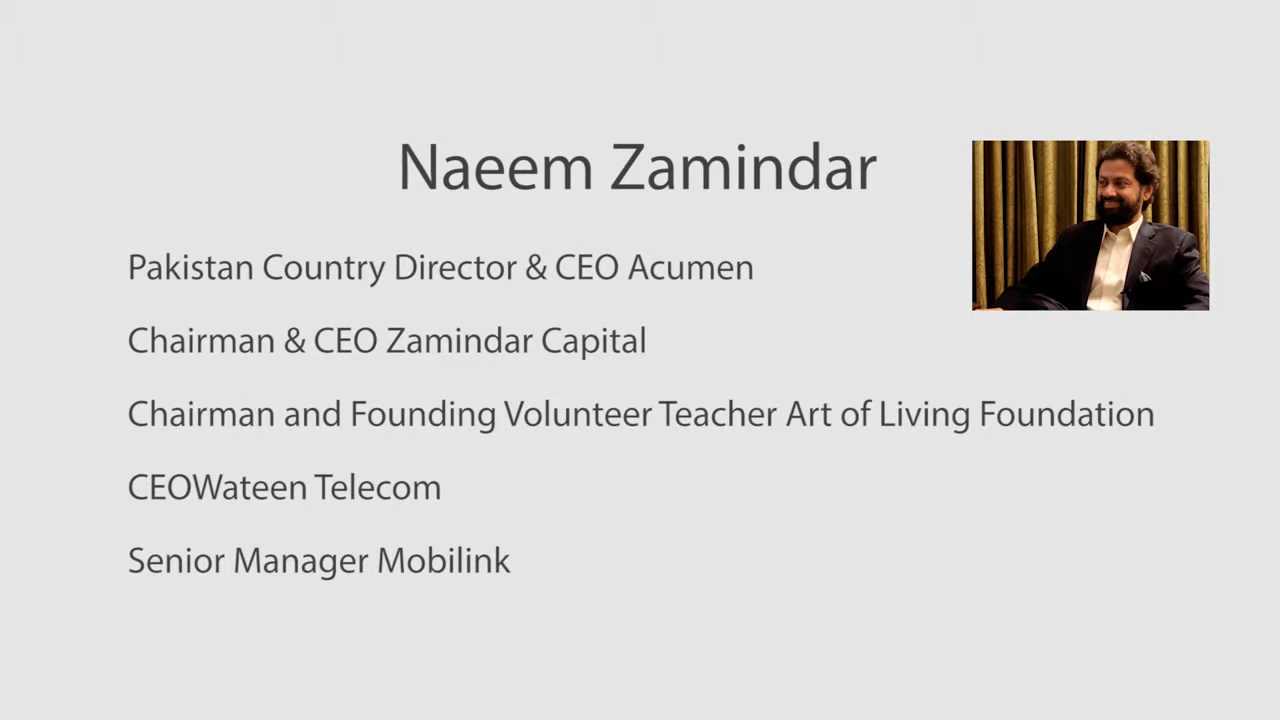 Naeem Zamindar
Pakistan Country Director & CEO Acumen
Chairman & CEO Zamindar Capital
Chairman and Founding Volunteer Teacher Art of Living Foundation
CEOWateen Telecom
Senior Manager Mobilink